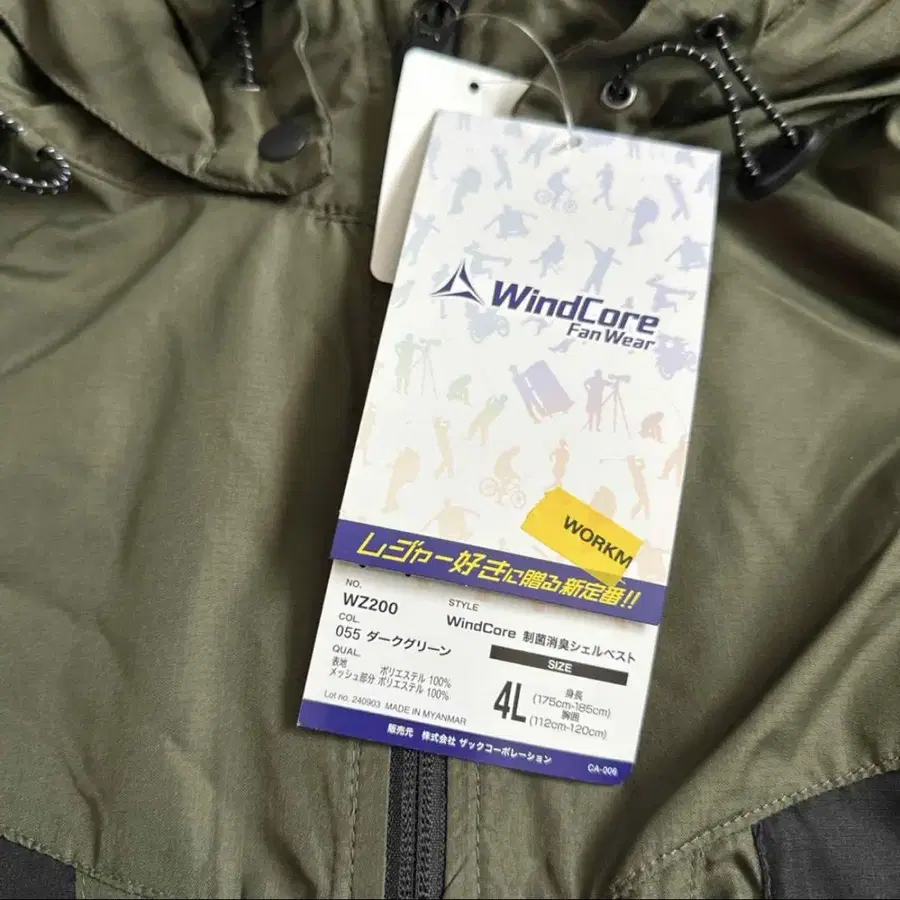 WindCore
Fan Wear
WORKM
レジャー好きに贈る新定番!!
NO.
WZ200
COL.
055 ダークグリーン
QUAL.
表地 ポリエステル 100%
メッシュ部分 ポリエステル 100%
Lot no. 240903 MADE IN MYANMAR
STYLE
WindCore 制菌消臭シェルベスト
SIZE
4L
身長
(175cm-185cm)
胸囲
(112cm-120cm)
販売元 株式会社 ザックコーポレーション
CA-006